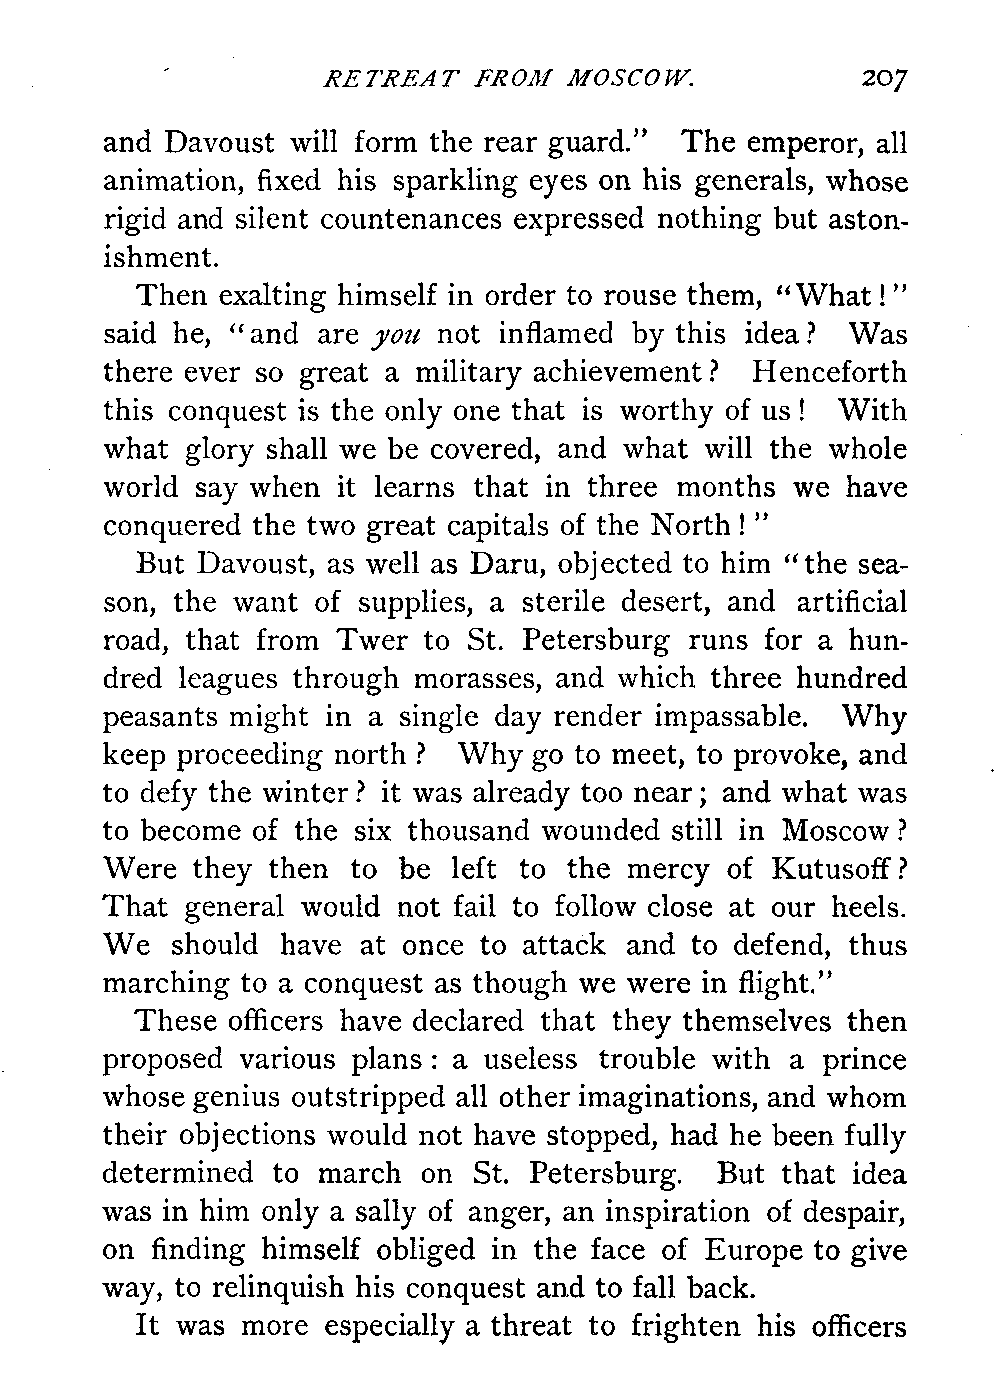 RETREAT FROM MOSCOW. 207
and Davoust will form the rear guard." The emperor, all
animation, fixed his sparkling eyes on his generals, whose
rigid and silent countenances expressed nothing but aston-
ishment.
Then exalting himself in order to rouse them, "What!"
said he, "and are you not inflamed by this idea? Was
there ever so great a military achievement? Henceforth
this conquest is the only one that is worthy of us! With
what glory shall we be covered, and what will the whole
world say when it learns that in three months we have
conquered the two great capitals of the North!"
But Davoust, as well as Daru, objected to him "the sea-
son, the want of supplies, a sterile desert, and artificial
road, that from Twer to St. Petersburg runs for a hun-
dred leagues through morasses, and which three hundred
peasants might in a single day render impassable. Why
keep proceeding north? Why go to meet, to provoke, and
to defy the winter? it was already too near; and what was
to become of the six thousand wounded still in Moscow?
Were they then to be left to the mercy of Kutusoff?
That general would not fail to follow close at our heels.
We should have at once to attack and to defend, thus
marching to a conquest as though we were in flight."
These officers have declared that they themselves then
proposed various plans: a useless trouble with a prince
whose genius outstripped all other imaginations, and whom
their objections would not have stopped, had he been fully
determined to march on St. Petersburg. But that idea
was in him only a sally of anger, an inspiration of despair,
on finding himself obliged in the face of Europe to give
way, to relinquish his conquest and to fall back.
It was more especially a threat to frighten his officers